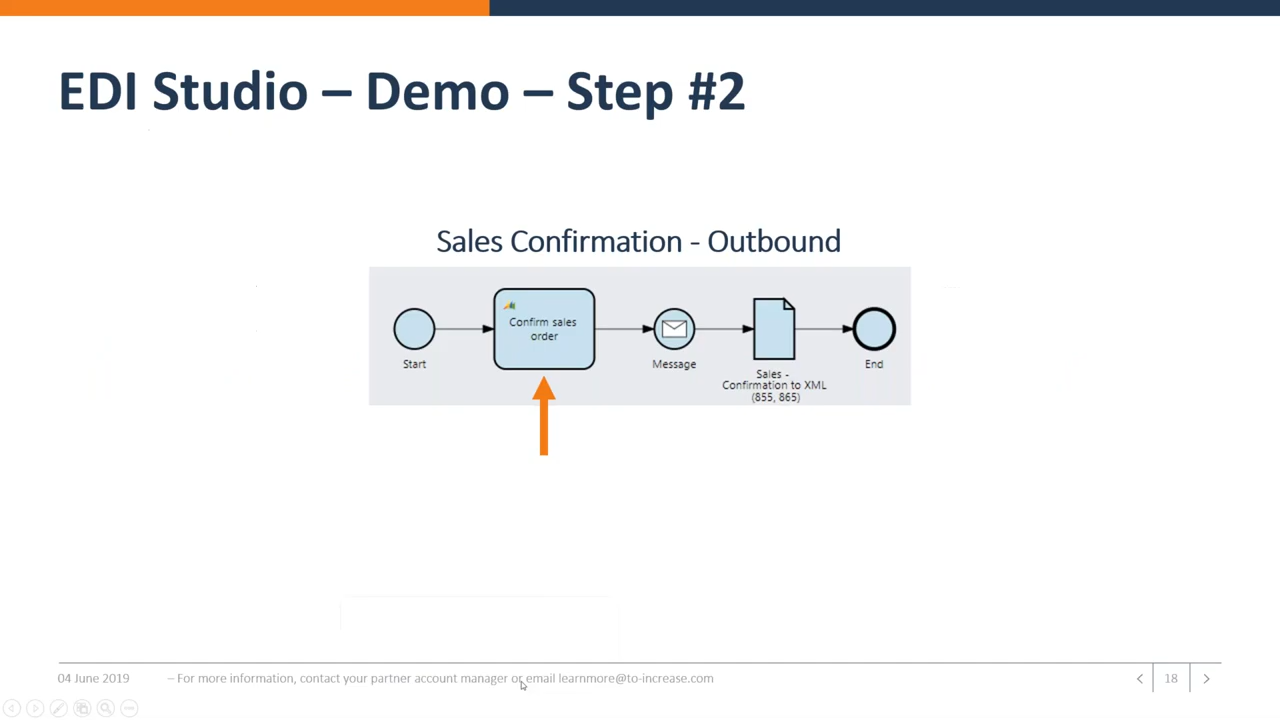 EDI Studio – Demo – Step #2
Sales Confirmation - Outbound
Confirm sales
order
Start
Message
Sales -
Confirmation to XML
(855, 865)
End
04 June 2019
– For more information, contact your partner account manager or email learnmore@to-increase.com
18